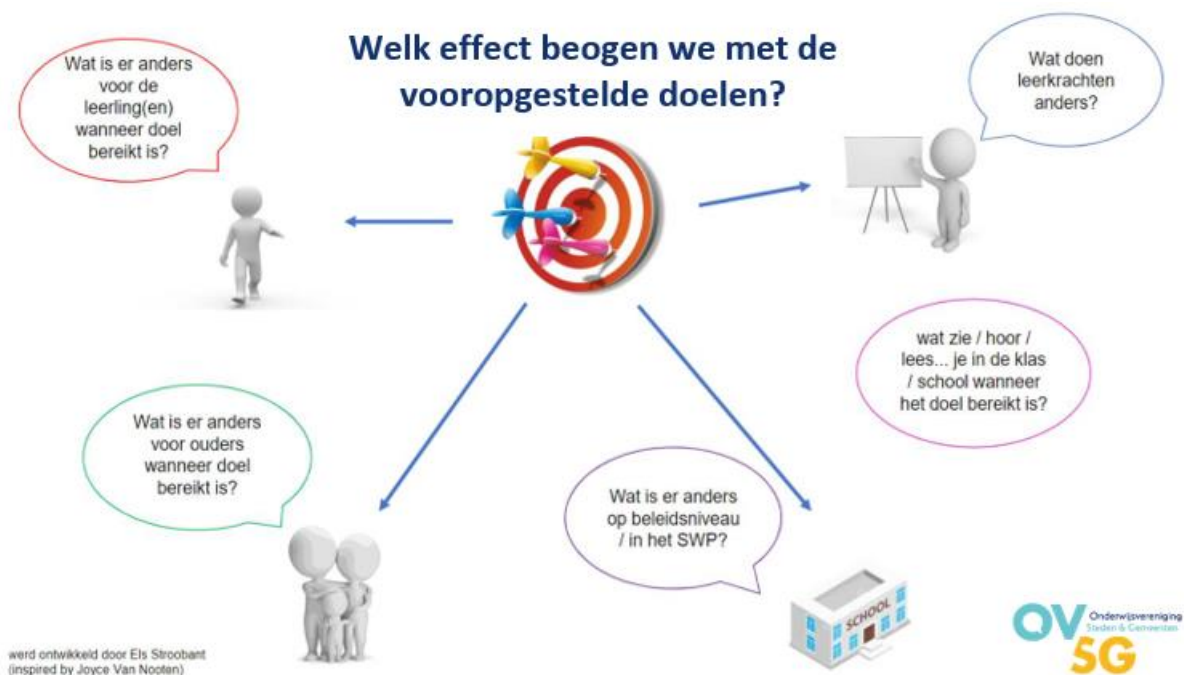 Welk effect beogen we met de
vooropgestelde doelen?
Wat is er anders
voor de
leerling(en)
wanneer doel
bereikt is?
Wat doen
leerkrachten
anders?
wat zie / hoor /
lees... je in de klas
/ school wanneer
het doel bereikt is?
Wat is er anders
voor ouders
wanneer doel
bereikt is?
Wat is er anders
op beleidsniveau
/ in het SWP?
SCHOOL
werd ontwikkeld door Els Stroobant
(inspired by Joyce Van Nooten)
OV
SG
Onderwijsvereniging
Steden & Gemeenten